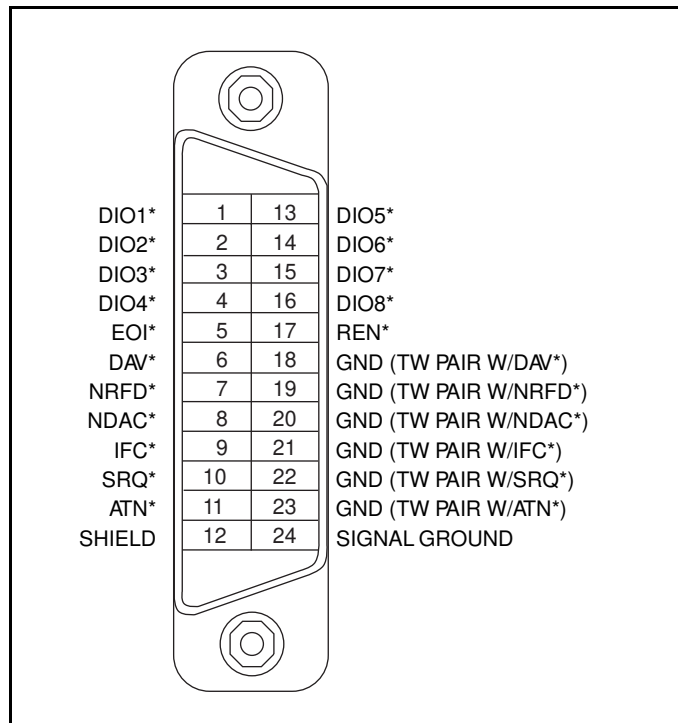 DIO1* 1 13 DIO5*
DIO2* 2 14 DIO6*
DIO3* 3 15 DIO7*
DIO4* 4 16 DIO8*
EOI* 5 17 REN*
DAV* 6 18 GND (TW PAIR W/DAV*)
NRFD* 7 19 GND (TW PAIR W/NRFD*)
NDAC* 8 20 GND (TW PAIR W/NDAC*)
IFC* 9 21 GND (TW PAIR W/IFC*)
SRQ* 10 22 GND (TW PAIR W/SRQ*)
ATN* 11 23 GND (TW PAIR W/ATN*)
SHIELD 12 24 SIGNAL GROUND